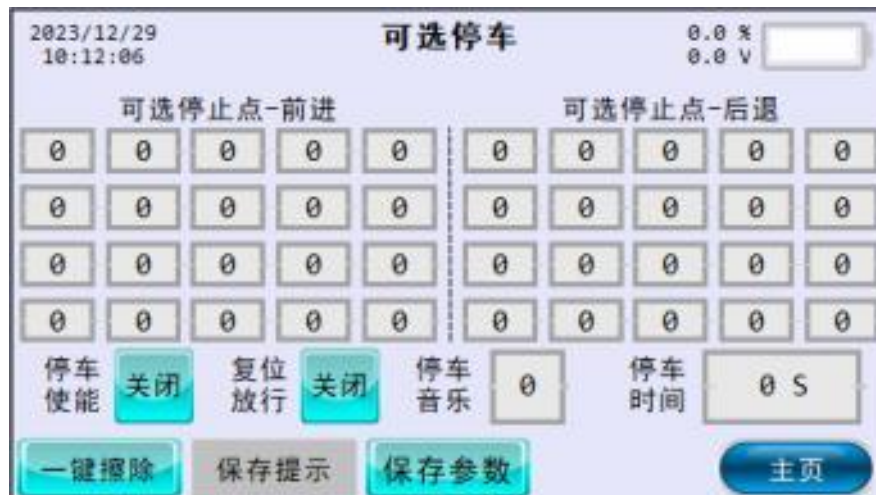 2023/12/29 可选停车 0.0 %
10:12:06 0.0 V
可选停止点-前进 可选停止点-后退
0 0 0 0 0 0 0 0 0 0
0 0 0 0 0 0 0 0 0 0
0 0 0 0 0 0 0 0 0 0
0 0 0 0 0 0 0 0 0 0
停车使能 关闭 复位放行 关闭 停车音乐 0 停车时间 0 S
一键擦除 保存提示 保存参数 主页